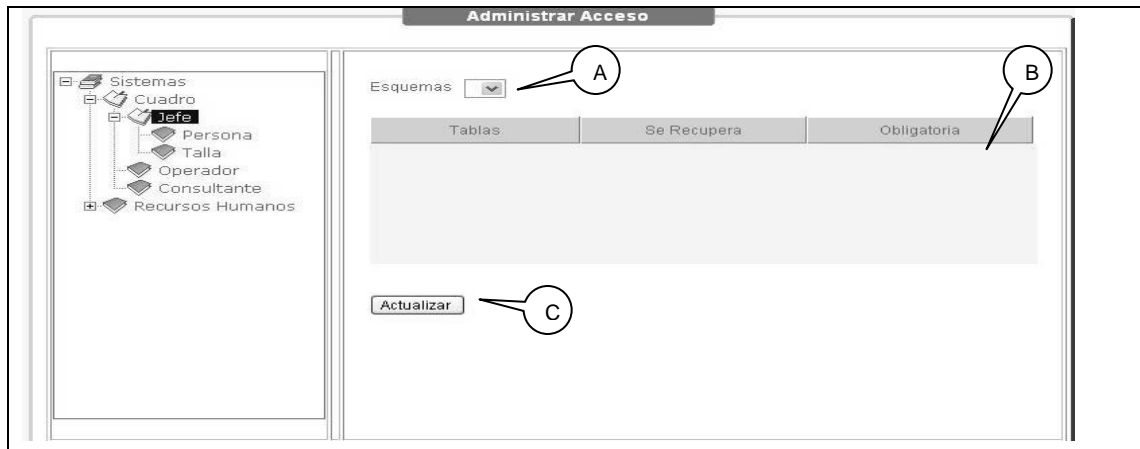 Administrar Acceso
Sistemas
Cuadro
Jefe
Persona
Talla
Operador
Consultante
Recursos Humanos
Esquemas
A
B
Tablas Se Recupera Obligatoria
Actualizar
C